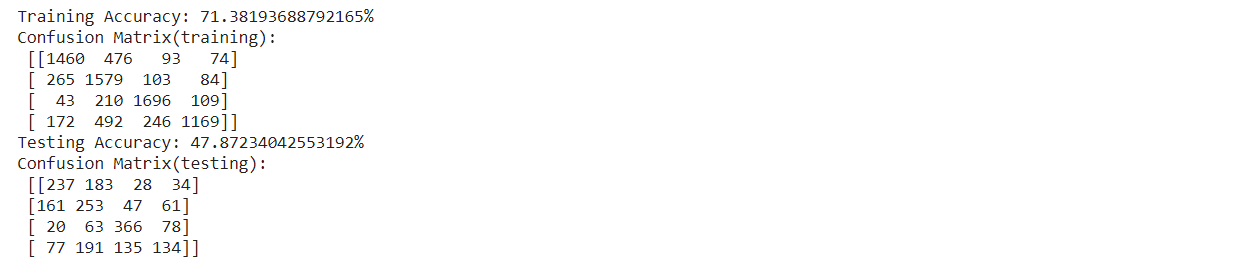 Training Accuracy: 71.38193688792165%
Confusion Matrix(training):
[[1460 476 93 74]
[ 265 1579 103 84]
[ 43 210 1696 109]
[ 172 492 246 1169]]
Testing Accuracy: 47.87234042553192%
Confusion Matrix(testing):
[[237 183 28 34]
[161 253 47 61]
[ 20 63 366 78]
[ 77 191 135 134]]